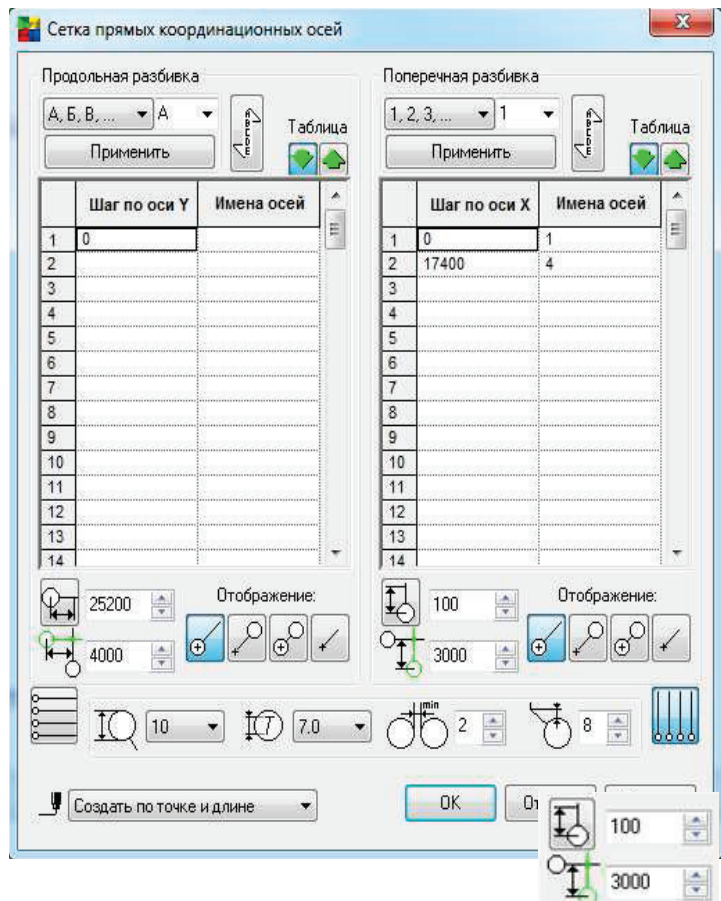 Сетка прямых координационных осей
Продольная разбивка
А, Б, В, ... А
Таблица
Применить
Шаг по оси Y Имена осей
1 0
2
3
4
5
6
7
8
9
10
11
12
13
14
25200
Отображение:
4000
Поперечная разбивка
1, 2, 3, ... 1
Таблица
Применить
Шаг по оси X Имена осей
1 0 1
2 17400 4
3
4
5
6
7
8
9
10
11
12
13
14
100
Отображение:
3000
10 T 7.0 min 2 8
Создать по точке и длине OK
100
3000